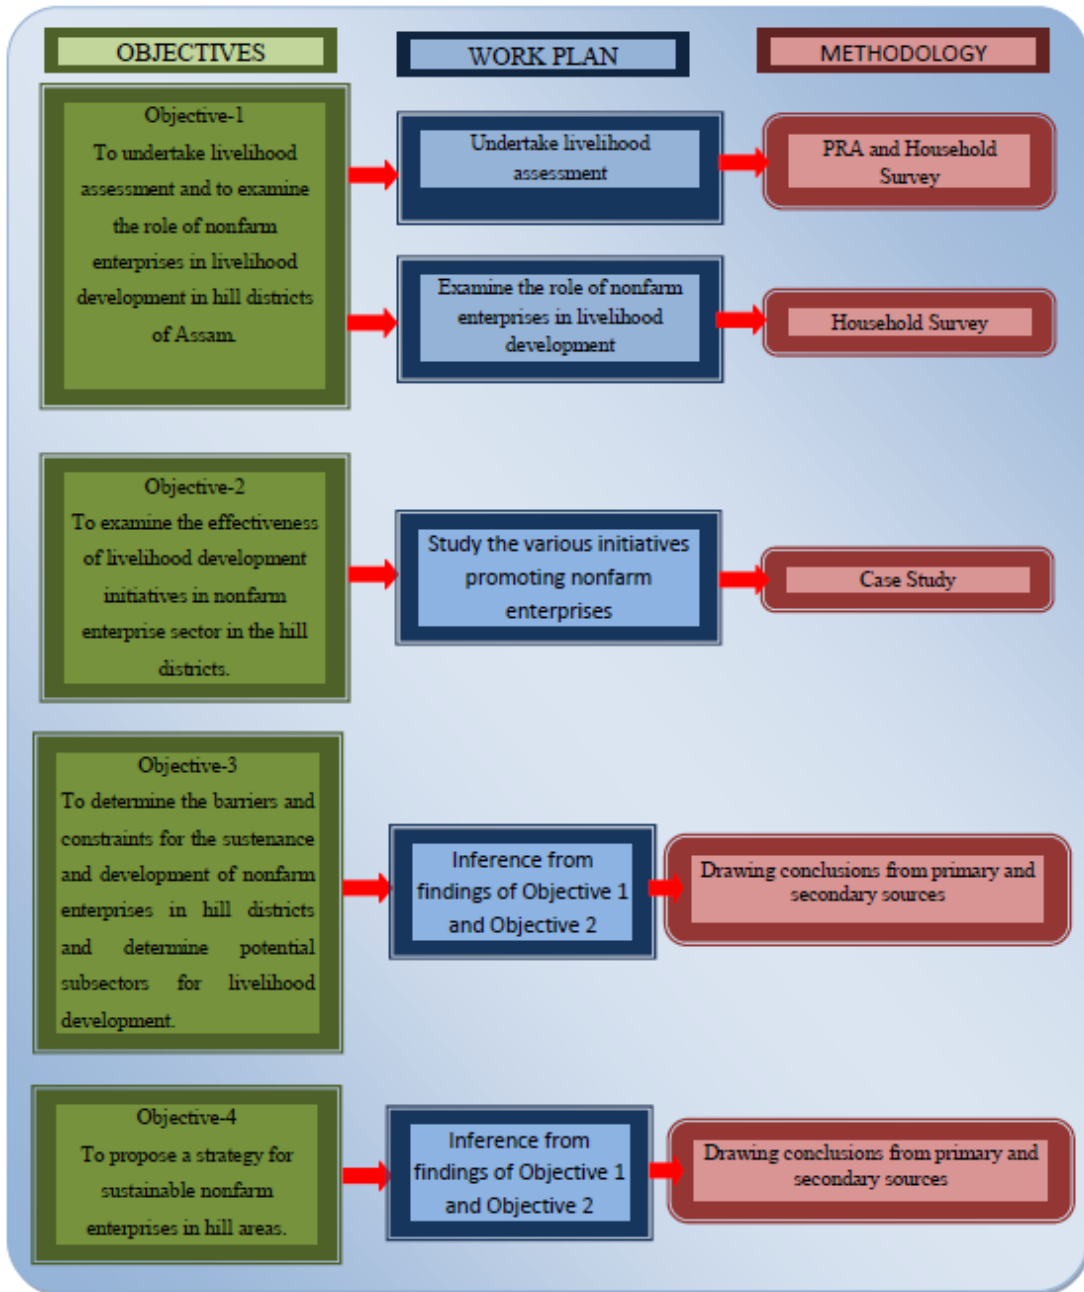 OBJECTIVES
WORK PLAN
METHODOLOGY
Objective-1
To undertake livelihood
assessment and to examine
the role of nonfarm
enterprises in livelihood
development in hill districts
of Assam.
Undertake livelihood
assessment
PRA and Household
Survey
Examine the role of nonfarm
enterprises in livelihood
development
Household Survey
Objective-2
To examine the effectiveness
of livelihood development
initiatives in nonfarm
enterprise sector in the hill
districts.
Study the various initiatives
promoting nonfarm
enterprises
Case Study
Objective-3
To determine the barriers and
constraints for the sustenance
and development of nonfarm
enterprises in hill districts
and determine potential
subsectors for livelihood
development.
Inference from
findings of Objective 1
and Objective 2
Drawing conclusions from primary and
secondary sources
Objective-4
To propose a strategy for
sustainable nonfarm
enterprises in hill areas.
Inference from
findings of Objective 1
and Objective 2
Drawing conclusions from primary and
secondary sources